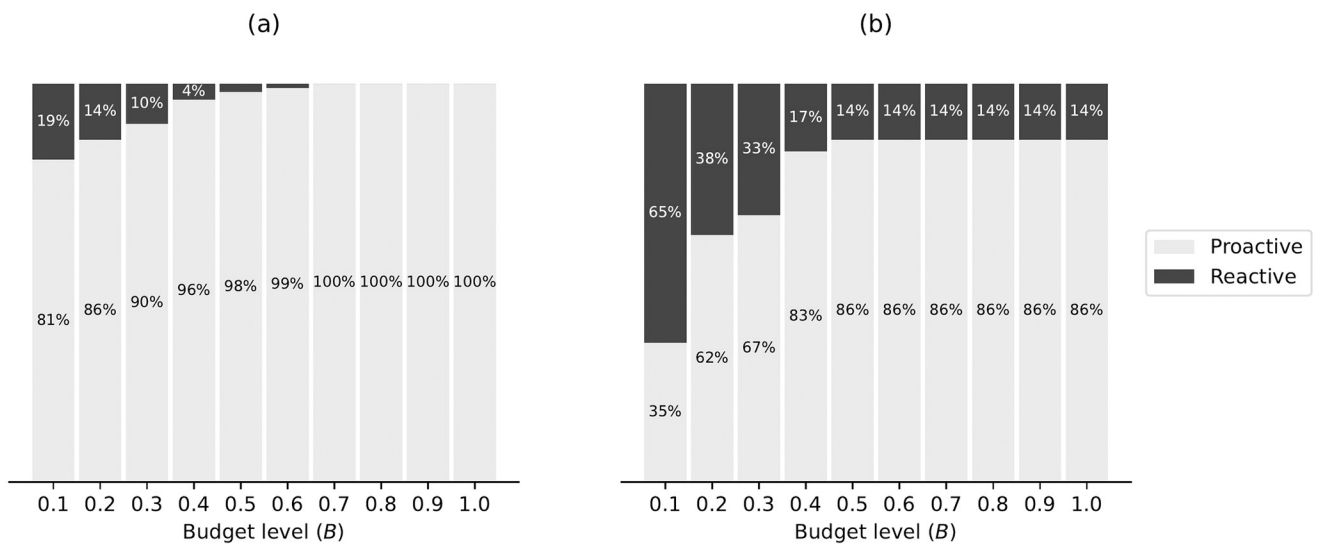 (a)
19% 14% 10% 4%
81% 86% 90% 96% 98% 99% 100% 100% 100% 100%
0.1 0.2 0.3 0.4 0.5 0.6 0.7 0.8 0.9 1.0
Budget level (B)
(b)
65% 38% 33% 17% 14% 14% 14% 14% 14% 14%
35% 62% 67% 83% 86% 86% 86% 86% 86% 86%
0.1 0.2 0.3 0.4 0.5 0.6 0.7 0.8 0.9 1.0
Budget level (B)
Proactive
Reactive